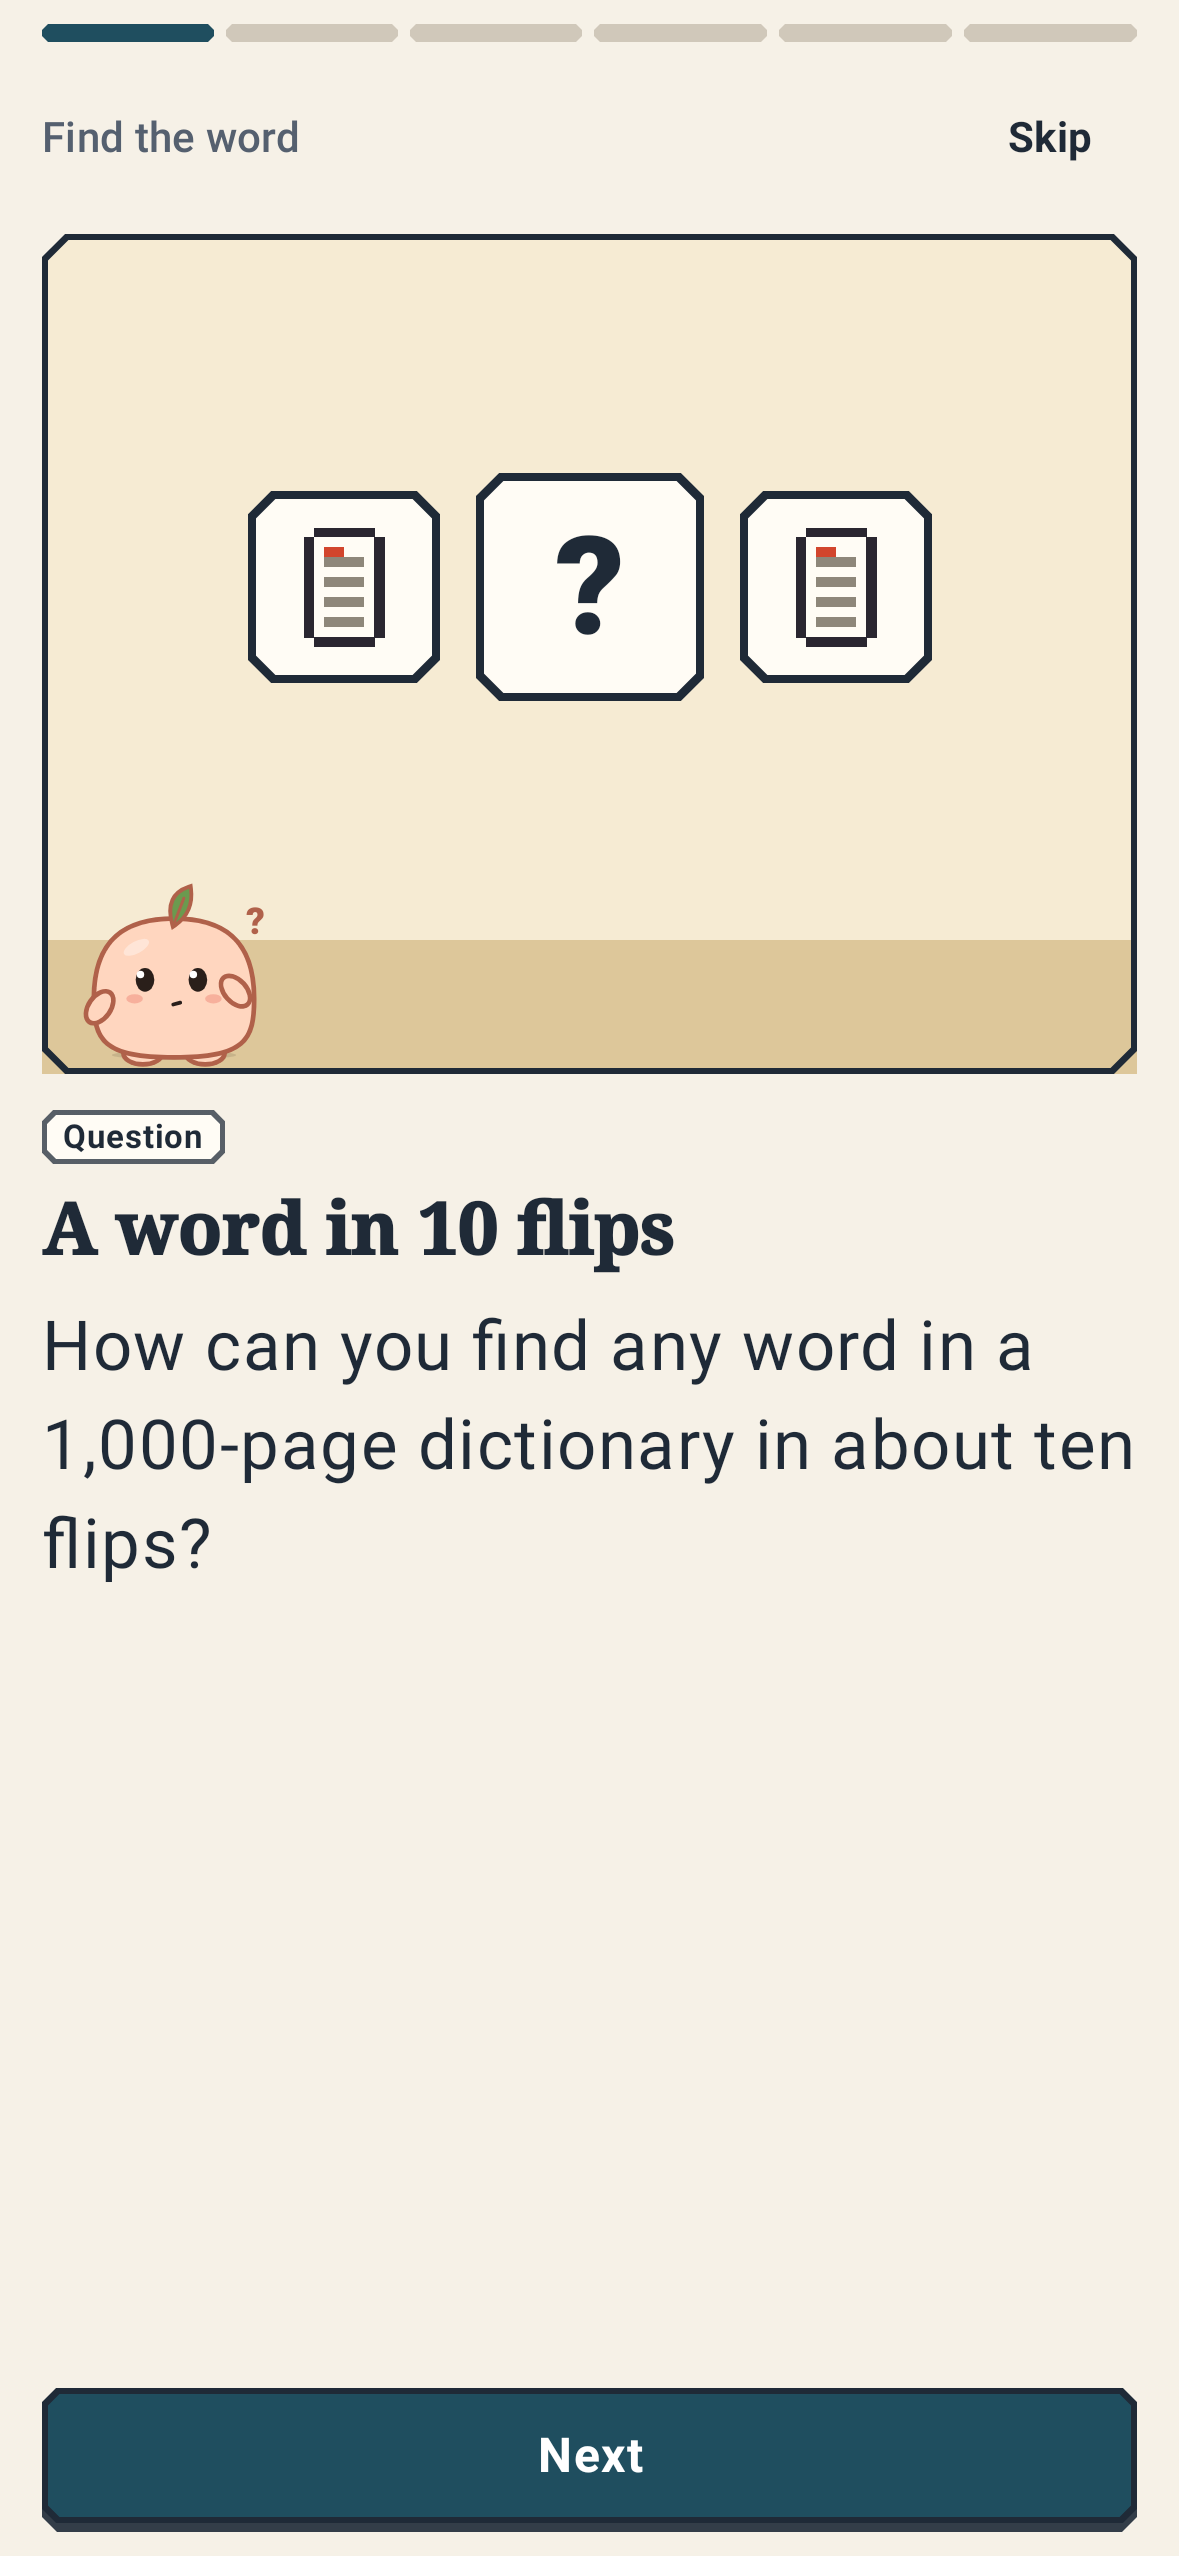 Find the word
Skip
?
?
Question
A word in 10 flips
How can you find any word in a
1,000-page dictionary in about ten
flips?
Next